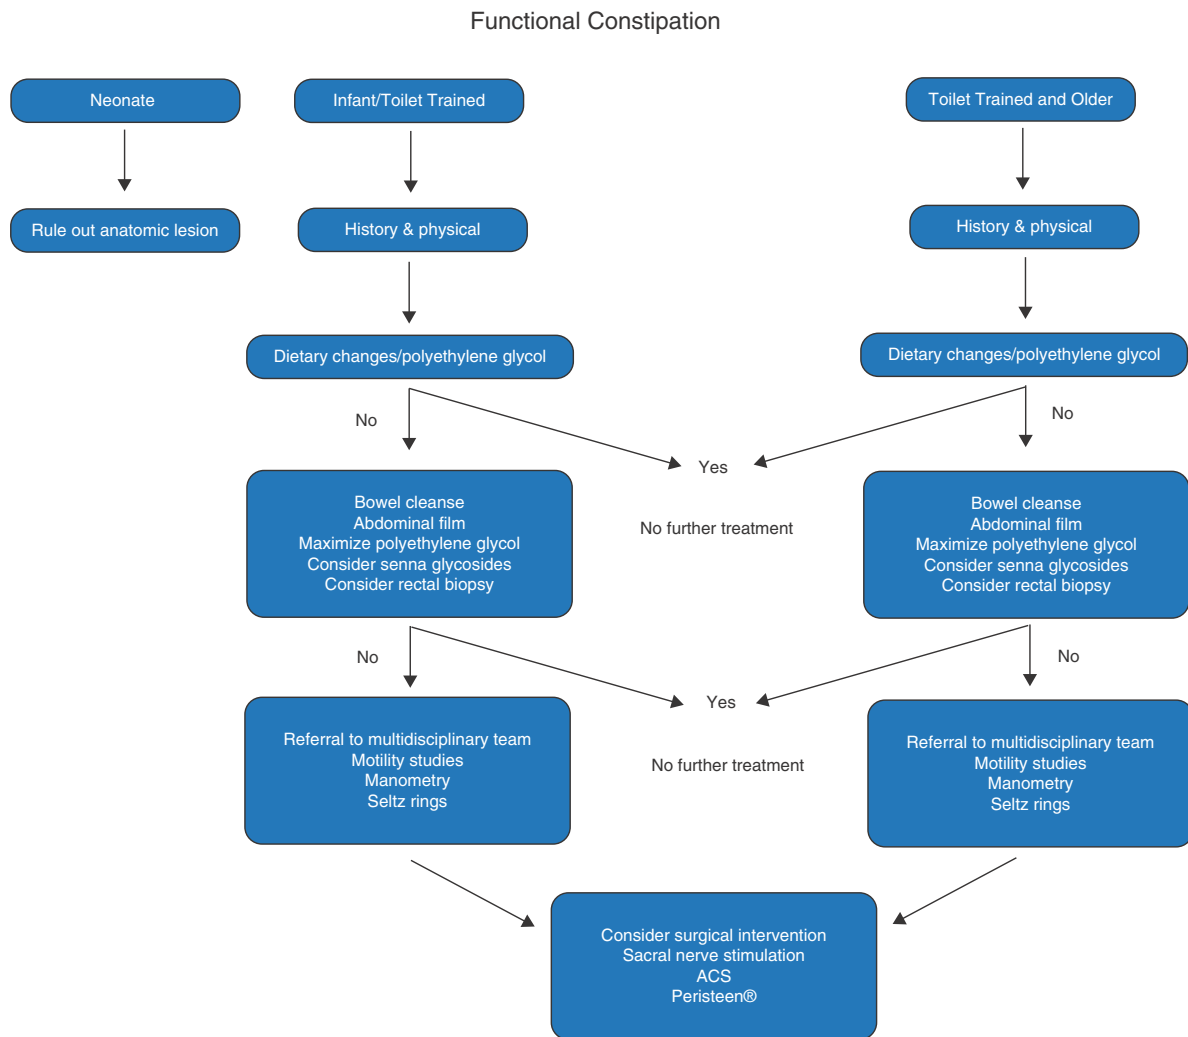 Functional Constipation
Neonate
Infant/Toilet Trained
Toilet Trained and Older
Rule out anatomic lesion
History & physical
History & physical
Dietary changes/polyethylene glycol
Dietary changes/polyethylene glycol
No
No
Yes
No further treatment
Bowel cleanse
Abdominal film
Maximize polyethylene glycol
Consider senna glycosides
Consider rectal biopsy
Bowel cleanse
Abdominal film
Maximize polyethylene glycol
Consider senna glycosides
Consider rectal biopsy
No
No
Yes
No further treatment
Referral to multidisciplinary team
Motility studies
Manometry
Seltz rings
Referral to multidisciplinary team
Motility studies
Manometry
Seltz rings
Consider surgical intervention
Sacral nerve stimulation
ACS
Peristeen®